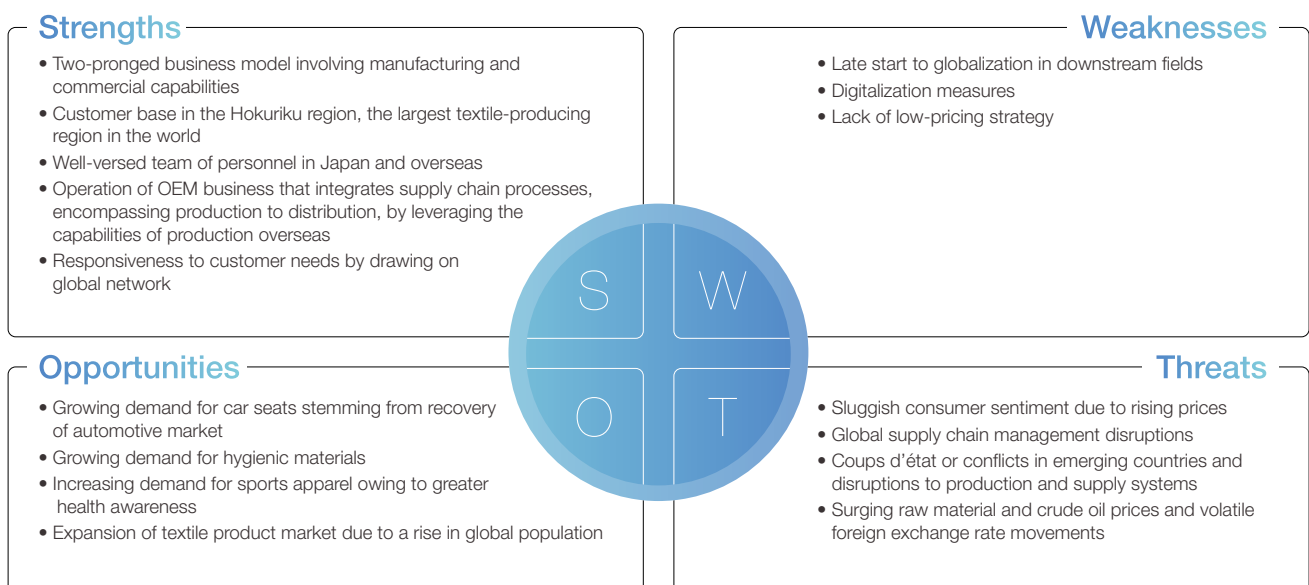 Strengths
• Two-pronged business model involving manufacturing and
commercial capabilities
• Customer base in the Hokuriku region, the largest textile-producing
region in the world
• Well-versed team of personnel in Japan and overseas
• Operation of OEM business that integrates supply chain processes,
encompassing production to distribution, by leveraging the
capabilities of production overseas
• Responsiveness to customer needs by drawing on
global network
Weaknesses
• Late start to globalization in downstream fields
• Digitalization measures
• Lack of low-pricing strategy
S
W
O
T
Opportunities
• Growing demand for car seats stemming from recovery
of automotive market
• Growing demand for hygienic materials
• Increasing demand for sports apparel owing to greater
health awareness
• Expansion of textile product market due to a rise in global population
Threats
• Sluggish consumer sentiment due to rising prices
• Global supply chain management disruptions
• Coups d’état or conflicts in emerging countries and
disruptions to production and supply systems
• Surging raw material and crude oil prices and volatile
foreign exchange rate movements